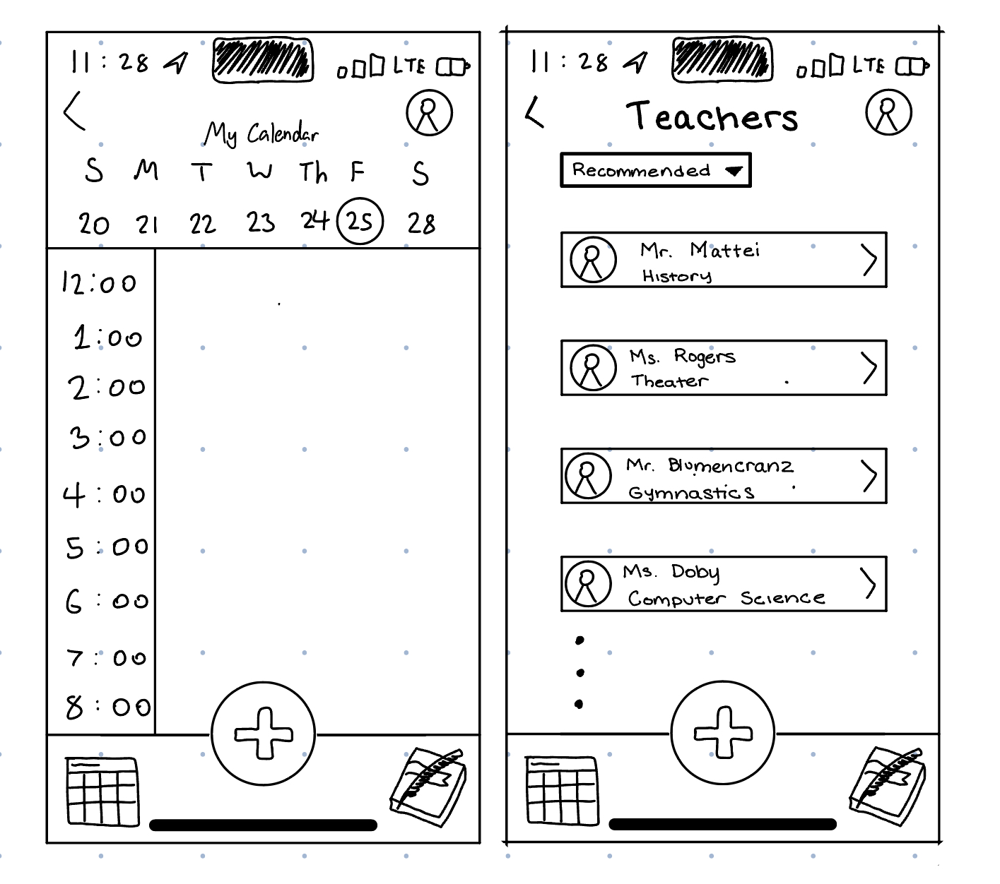 11:28 LTE
My Calendar
S M T W Th F S
20 21 22 23 24 25 28
12:00
1:00
2:00
3:00
4:00
5:00
6:00
7:00
8:00
11:28 LTE
Teachers
Recommended
Mr. Mattei
History
Ms. Rogers
Theater
Mr. Blumencranz
Gymnastics
Ms. Doby
Computer Science